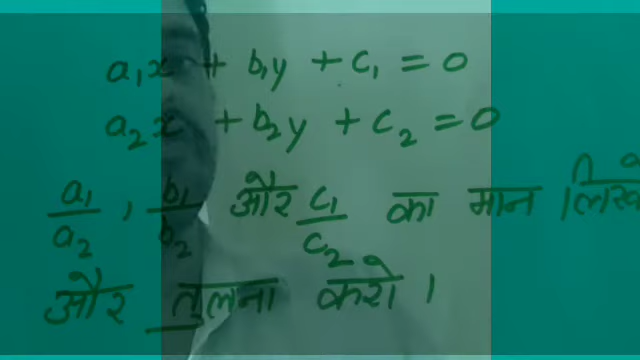 a₁x + b₁y + c₁ = 0
a₂x + b₂y + c₂ = 0
a₁/a₂ , b₁/b₂ और c₁/c₂ का मान
और तुलना करो ।